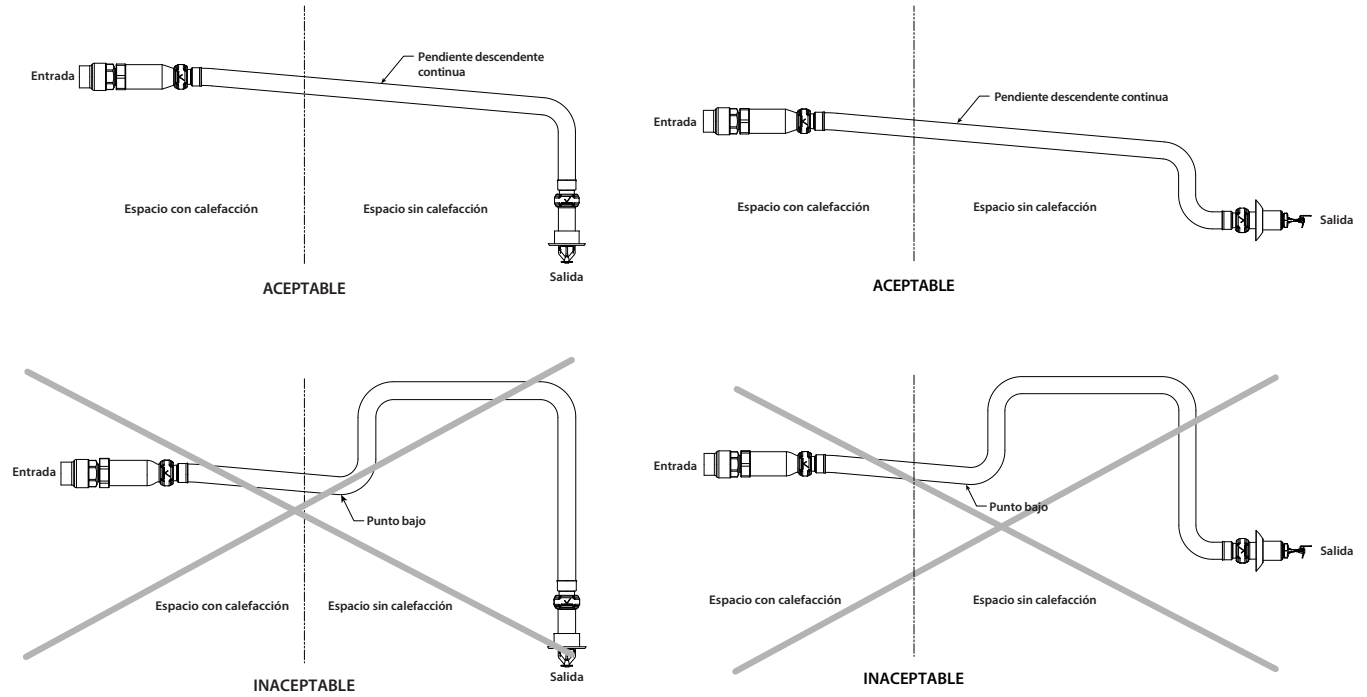 Pendiente descendente
continua
Entrada
Espacio con calefacción
Espacio sin calefacción
Salida
ACEPTABLE
Pendiente descendente continua
Entrada
Espacio con calefacción
Espacio sin calefacción
Salida
ACEPTABLE
Entrada
Punto bajo
Espacio con calefacción
Espacio sin calefacción
Salida
INACEPTABLE
Entrada
Punto bajo
Salida
Espacio con calefacción
Espacio sin calefacción
INACEPTABLE